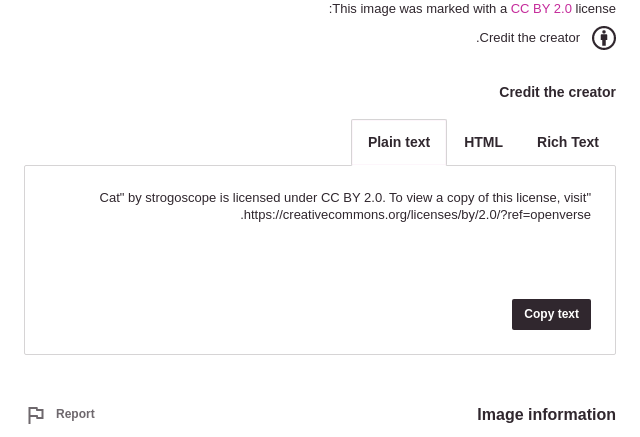 This image was marked with a CC BY 2.0 license:
Credit the creator.
Credit the creator
Rich Text HTML Plain text
"Cat" by strogoscope is licensed under CC BY 2.0. To view a copy of this license, visit
https://creativecommons.org/licenses/by/2.0/?ref=openverse.
Copy text
Image information
Report